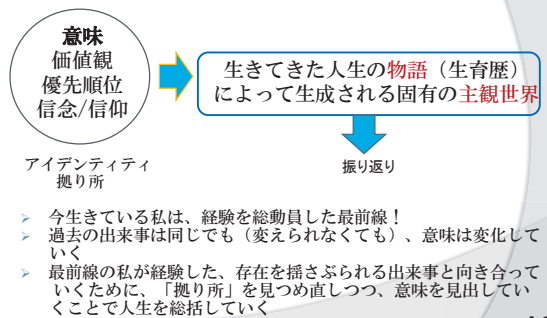 意味
価値観
優先順位
信念/信仰
生きてきた人生の物語（生育歴）
によって生成される固有の主観世界
アイデンティティ
拠り所
振り返り
➢ 今生きている私は、経験を総動員した最前線！
➢ 過去の出来事は同じでも（変えられなくても）、意味は変化して
いく
➢ 最前線の私が経験した、存在を揺さぶられる出来事と向き合って
いくために、「拠り所」を見つめ直しつつ、意味を見出してい
くことで人生を総括していく